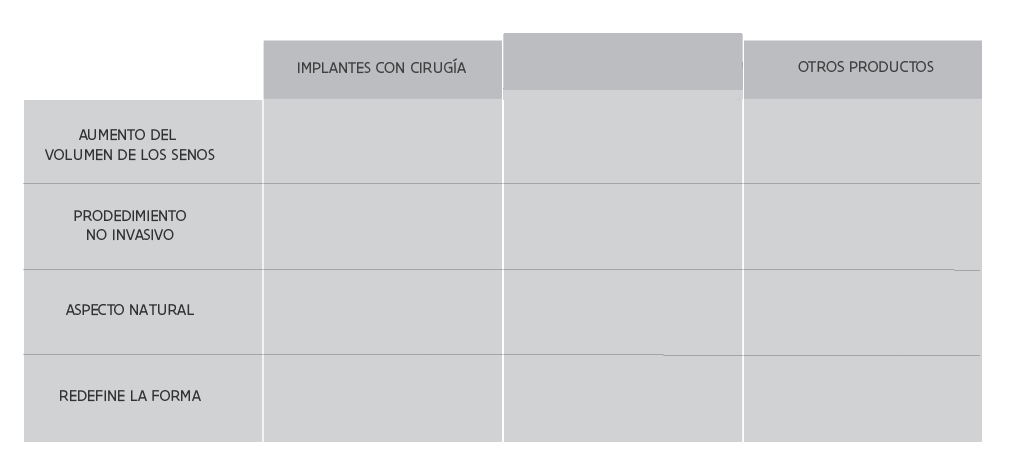 IMPLANTES CON CIRUGÍA
OTROS PRODUCTOS
AUMENTO DEL
VOLUMEN DE LOS SENOS
PRODEDIMIENTO
NO INVASIVO
ASPECTO NATURAL
REDEFINE LA FORMA